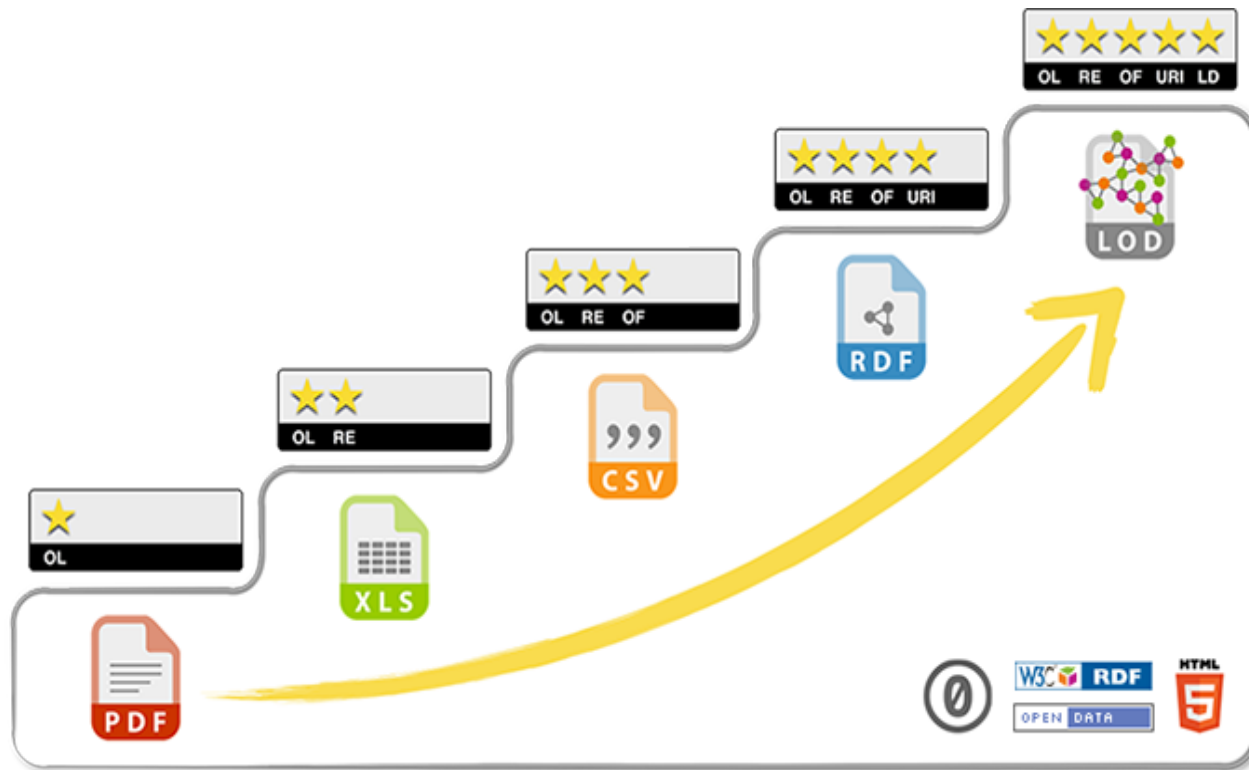 OL RE OF URI LD
LOD
OL RE OF URI
RDF
OL RE OF
,,,
CSV
OL RE
XLS
OL
PDF
0
W3C RDF
OPEN DATA
HTML
5